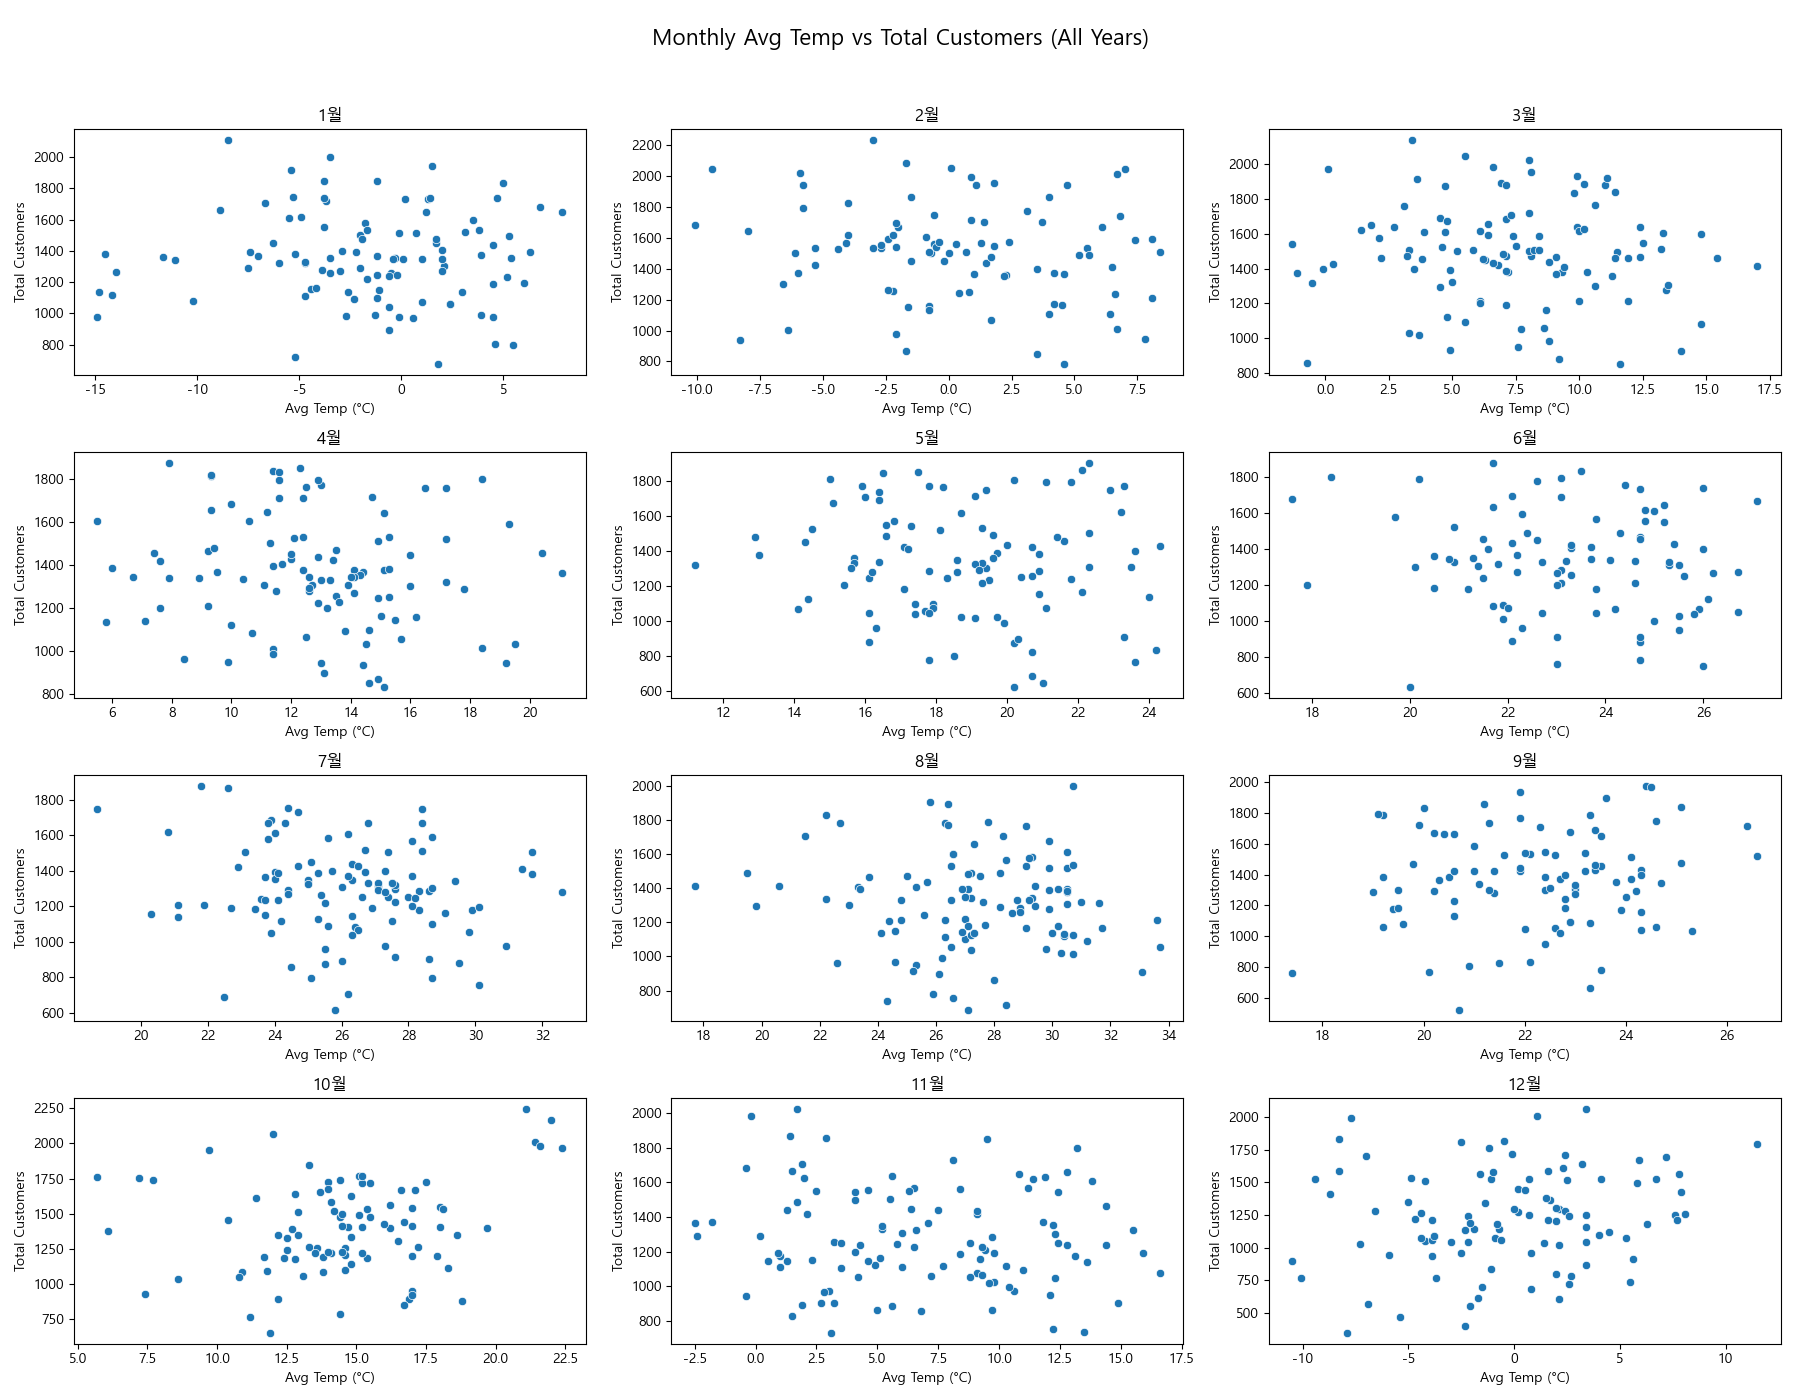 Monthly Avg Temp vs Total Customers (All Years)
1월 2월 3월
Total Customers
2000
1800
1600
1400
1200
1000
800
-15 -10 -5 0 5
Avg Temp (°C)
Total Customers
2200
2000
1800
1600
1400
1200
1000
800
-10.0 -7.5 -5.0 -2.5 0.0 2.5 5.0 7.5
Avg Temp (°C)
Total Customers
2000
1800
1600
1400
1200
1000
800
0.0 2.5 5.0 7.5 10.0 12.5 15.0 17.5
Avg Temp (°C)
4월 5월 6월
Total Customers
1800
1600
1400
1200
1000
800
6 8 10 12 14 16 18 20
Avg Temp (°C)
Total Customers
1800
1600
1400
1200
1000
800
600
12 14 16 18 20 22 24
Avg Temp (°C)
Total Customers
1800
1600
1400
1200
1000
800
600
18 20 22 24 26
Avg Temp (°C)
7월 8월 9월
Total Customers
1800
1600
1400
1200
1000
800
600
20 22 24 26 28 30 32
Avg Temp (°C)
Total Customers
2000
1800
1600
1400
1200
1000
800
18 20 22 24 26 28 30 32 34
Avg Temp (°C)
Total Customers
2000
1800
1600
1400
1200
1000
800
600
18 20 22 24 26
Avg Temp (°C)
10월 11월 12월
Total Customers
2250
2000
1750
1500
1250
1000
750
5.0 7.5 10.0 12.5 15.0 17.5 20.0 22.5
Avg Temp (°C)
Total Customers
2000
1800
1600
1400
1200
1000
800
-2.5 0.0 2.5 5.0 7.5 10.0 12.5 15.0 17.5
Avg Temp (°C)
Total Customers
2000
1750
1500
1250
1000
750
500
-10 -5 0 5 10
Avg Temp (°C)